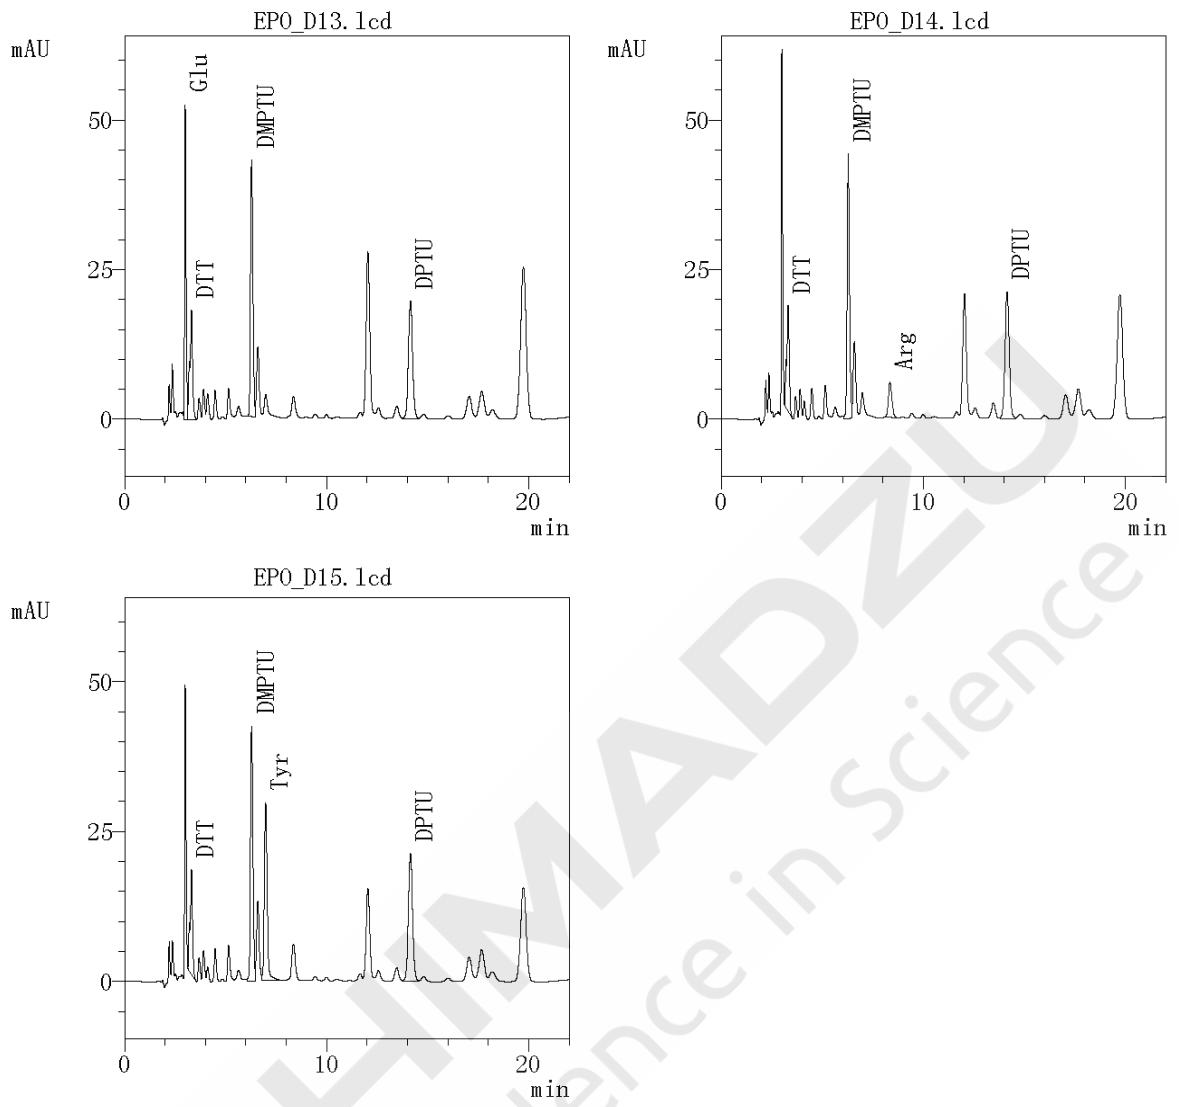 EPO_D13.lcd
mAU
Glu
DTT
DMPTU
DPTU
50
25
0
0 10 20
min
EPO_D14.lcd
mAU
DTT
DMPTU
Arg
DPTU
50
25
0
0 10 20
min
EPO_D15.lcd
mAU
DTT
DMPTU
Tyr
DPTU
50
25
0
0 10 20
min
HIMADZU
ience in Science